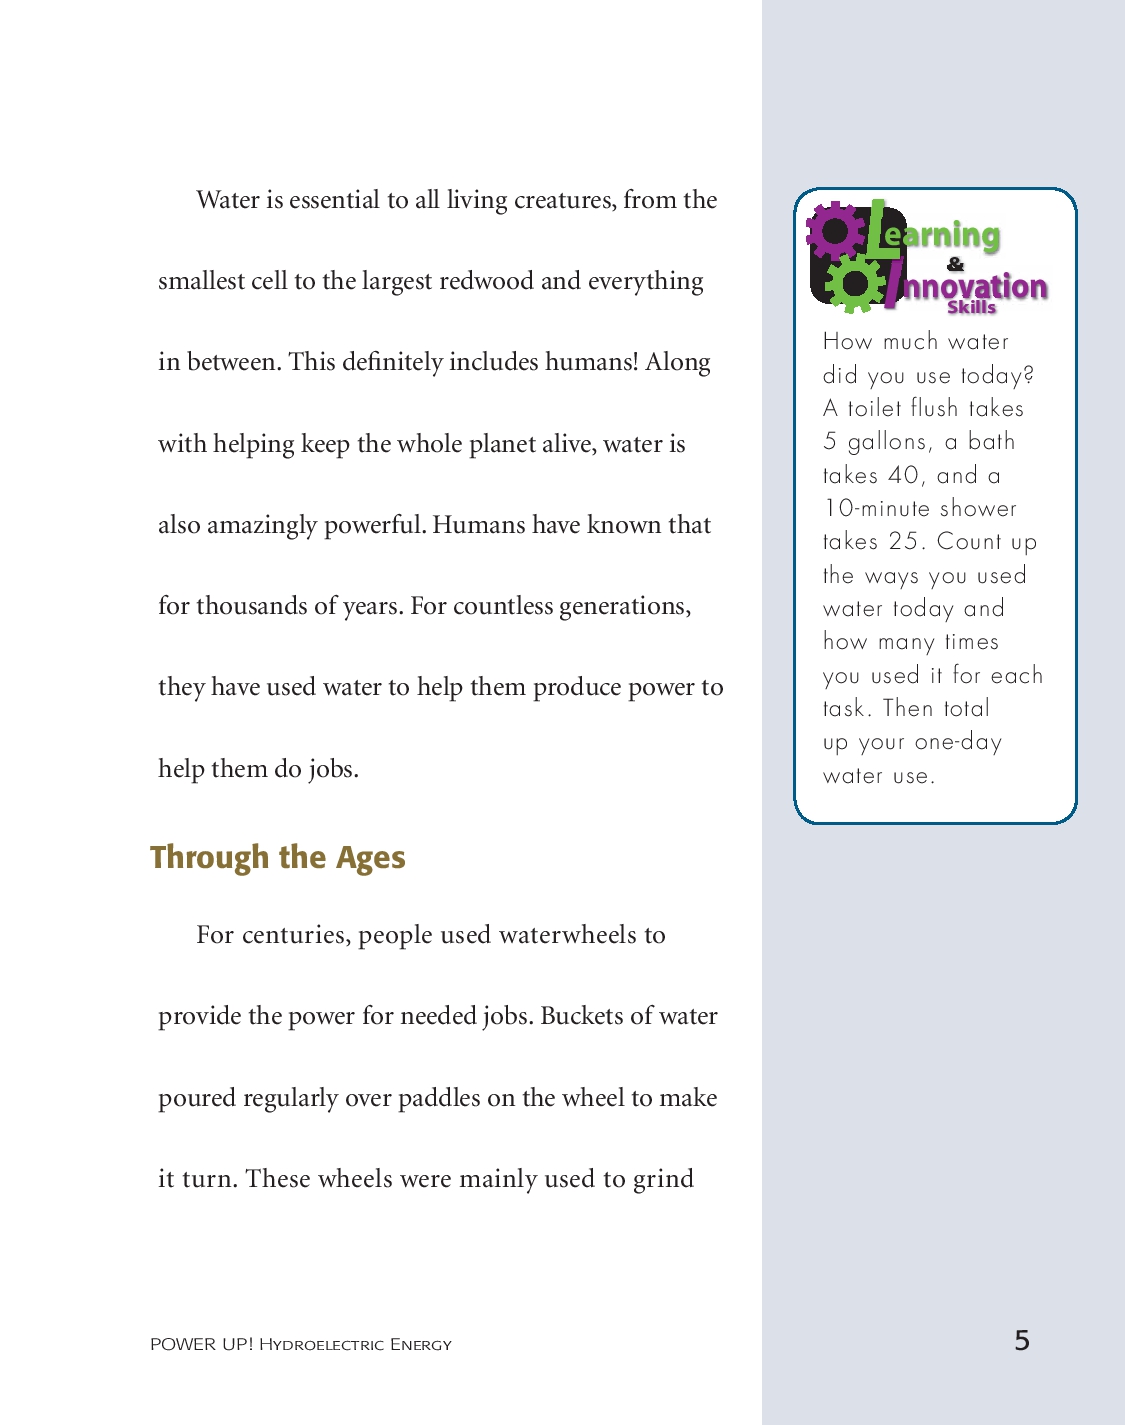 Water is essential to all living creatures, from the
smallest cell to the largest redwood and everything
in between. This definitely includes humans! Along
with helping keep the whole planet alive, water is
also amazingly powerful. Humans have known that
for thousands of years. For countless generations,
they have used water to help them produce power to
help them do jobs.
Through the Ages
For centuries, people used waterwheels to
provide the power for needed jobs. Buckets of water
poured regularly over paddles on the wheel to make
it turn. These wheels were mainly used to grind
Learning
&
Innovation
Skills
How much water
did you use today?
A toilet flush takes
5 gallons, a bath
takes 40, and a
10-minute shower
takes 25. Count up
the ways you used
water today and
how many times
you used it for each
task. Then total
up your one-day
water use.
POWER UP! Hydroelectric Energy
5